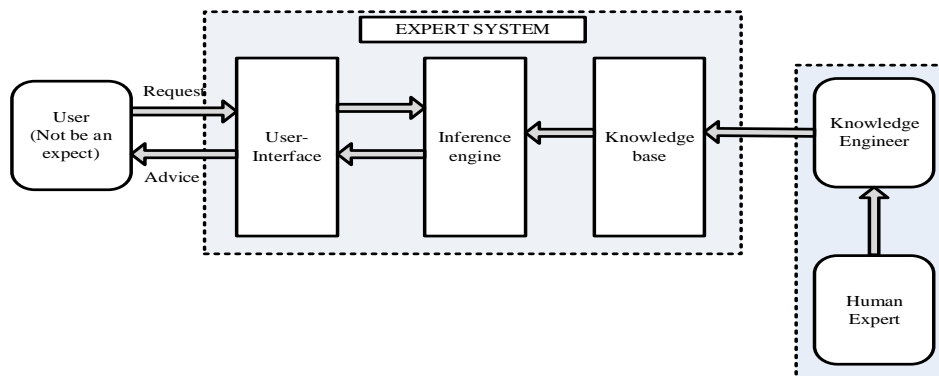 EXPERT SYSTEM
Request
User
(Not be an
expect)
Advice
User-
Interface
Inference
engine
Knowledge
base
Knowledge
Engineer
Human
Expert